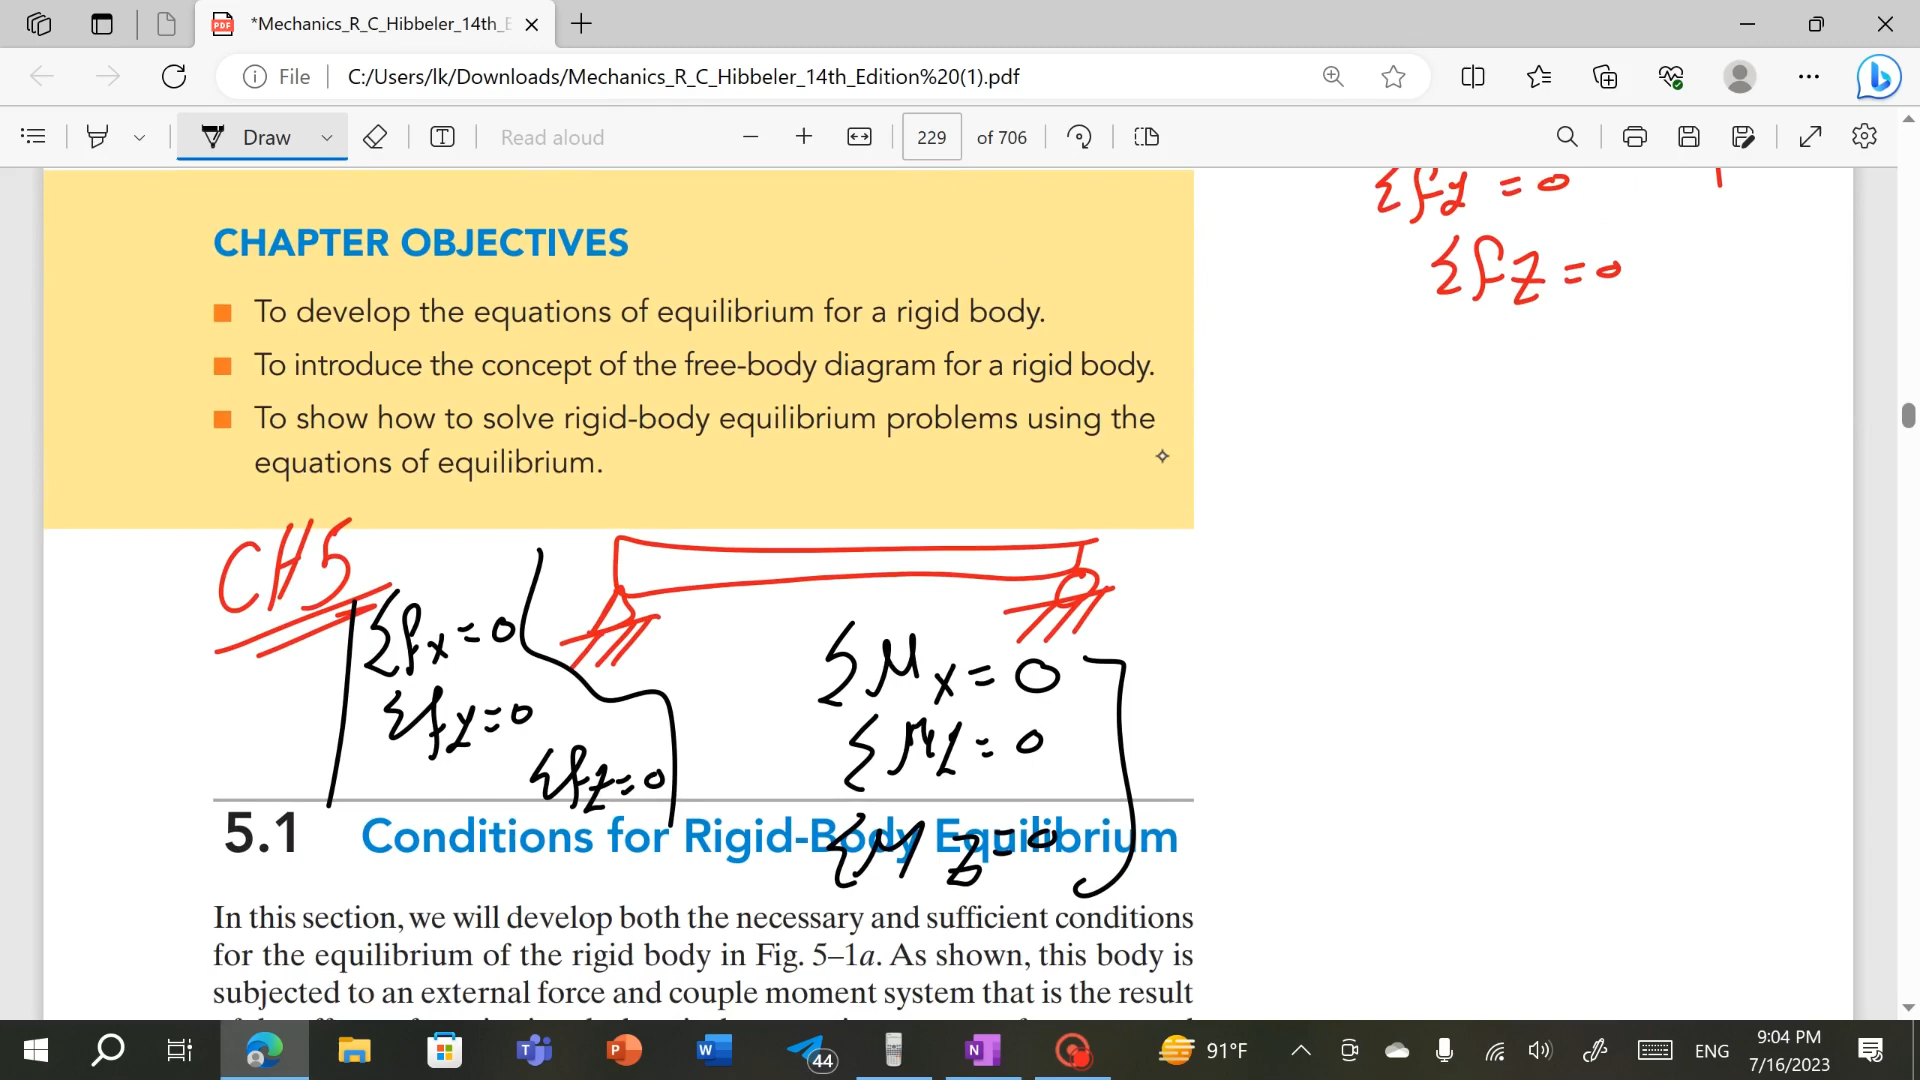 *Mechanics_R_C_Hibbeler_14th_E
File
C:/Users/lk/Downloads/Mechanics_R_C_Hibbeler_14th_Edition%20(1).pdf
Draw
Read aloud
229 of 706
Σfy = 0
Σfz = 0
CHAPTER OBJECTIVES
To develop the equations of equilibrium for a rigid body.
To introduce the concept of the free-body diagram for a rigid body.
To show how to solve rigid-body equilibrium problems using the
equations of equilibrium.
CH5
Σfx = 0
Σfy = 0
Σfz = 0
ΣMx = 0
ΣMy = 0
ΣMz = 0
5.1 Conditions for Rigid-Body Equilibrium
In this section, we will develop both the necessary and sufficient conditions
for the equilibrium of the rigid body in Fig. 5–1a. As shown, this body is
subjected to an external force and couple moment system that is the result
44
91°F
ENG
9:04 PM
7/16/2023